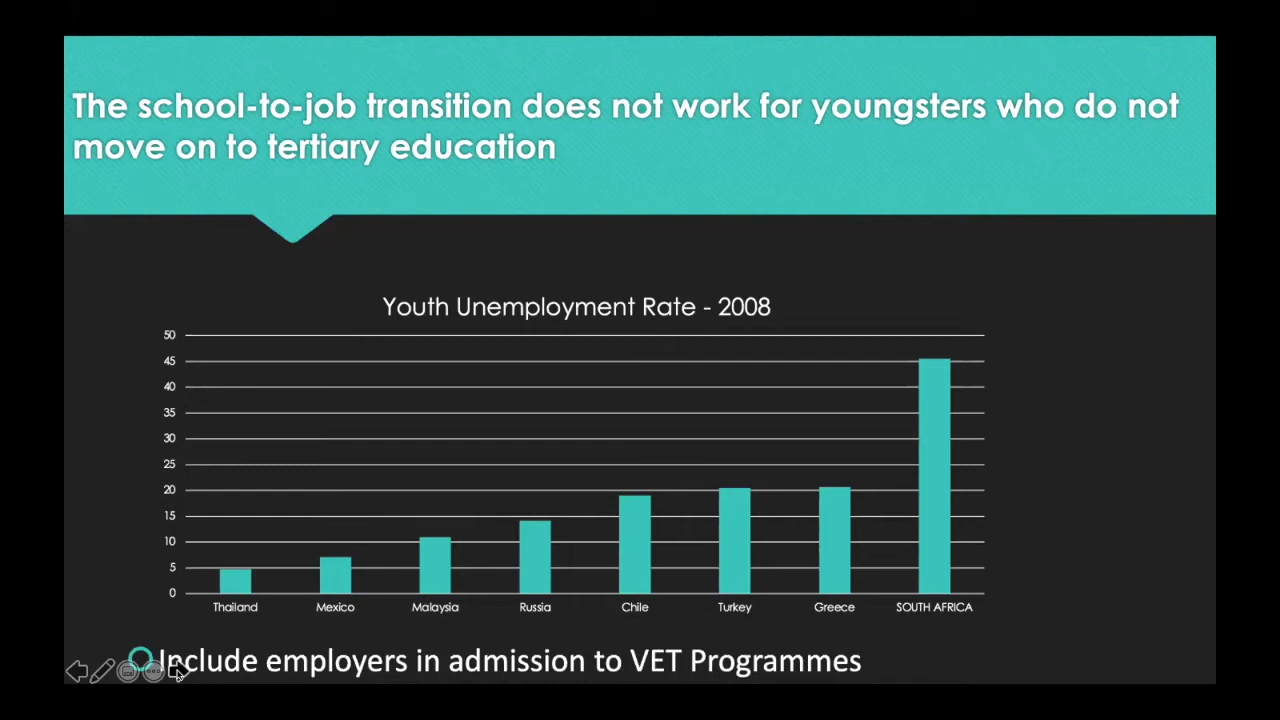 The school-to-job transition does not work for youngsters who do not
move on to tertiary education
Youth Unemployment Rate - 2008
50
45
40
35
30
25
20
15
10
5
0
Thailand Mexico Malaysia Russia Chile Turkey Greece SOUTH AFRICA
Include employers in admission to VET Programmes